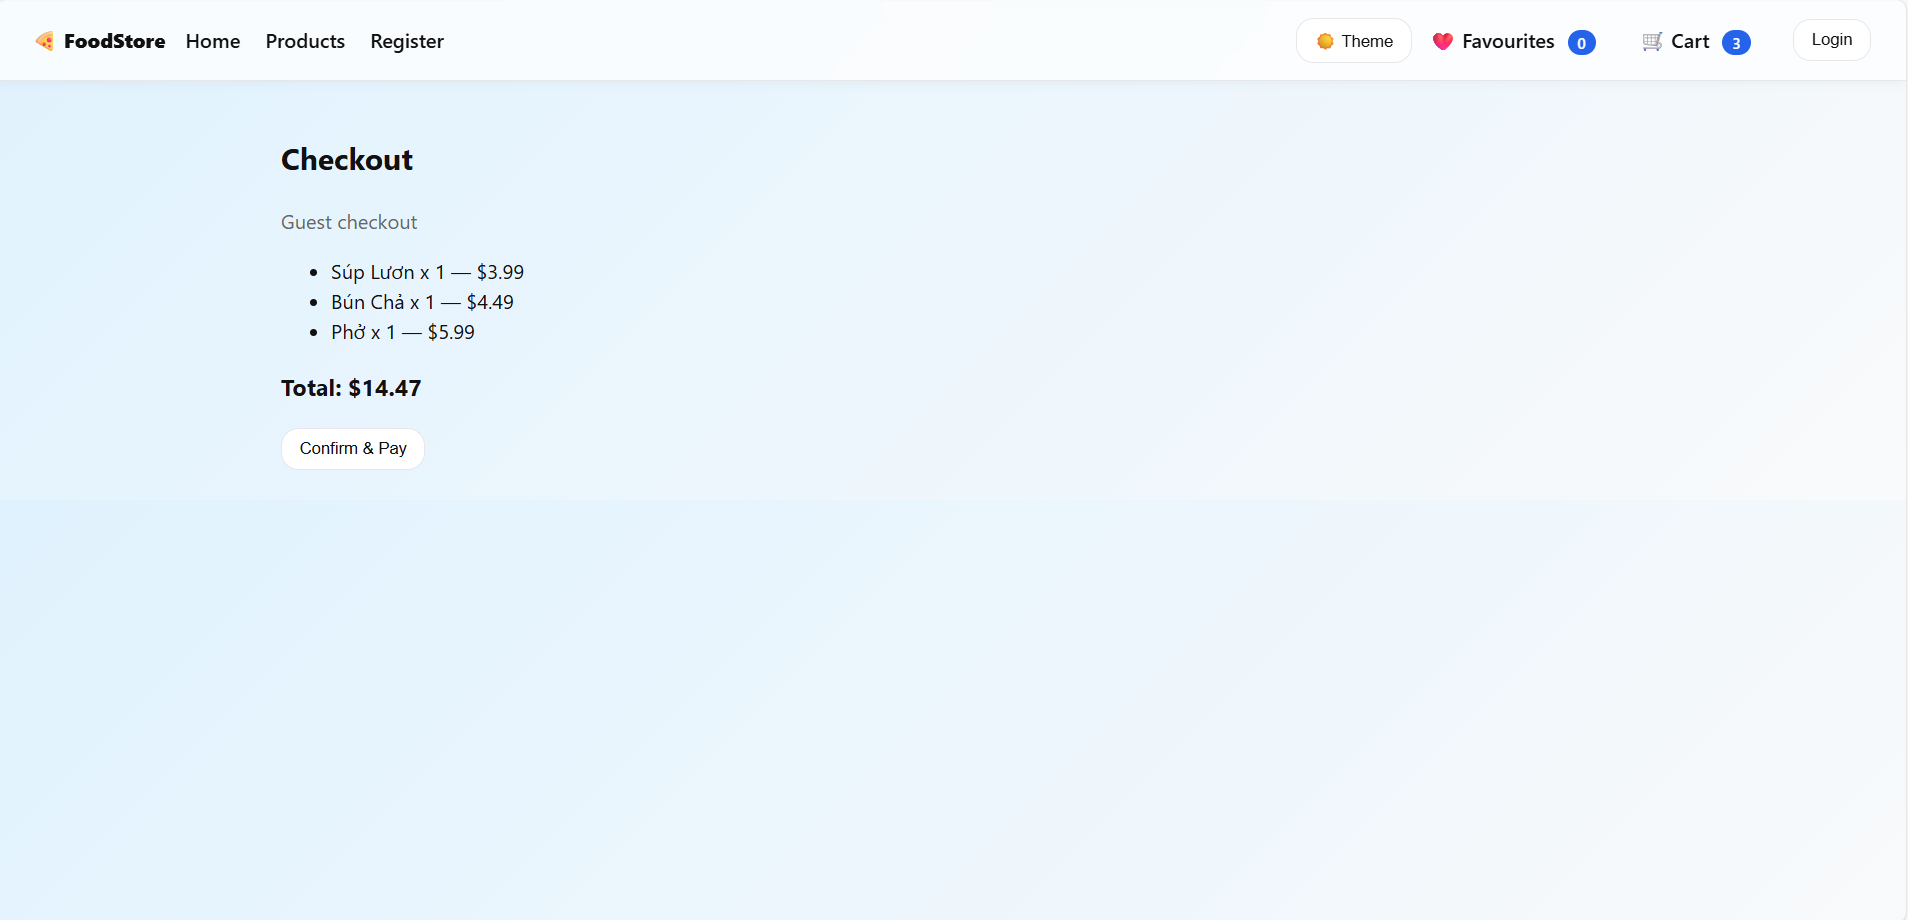 🍕 FoodStore Home Products Register 🌞 Theme ❤️ Favourites 0 🛒 Cart 3 Login
Checkout
Guest checkout
• Súp Lươn x 1 — $3.99
• Bún Chả x 1 — $4.49
• Phở x 1 — $5.99
Total: $14.47
Confirm & Pay